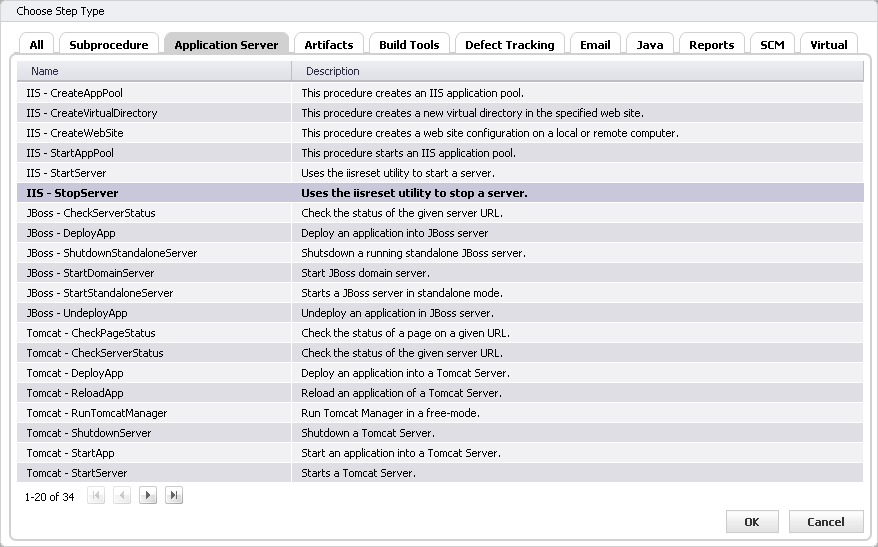 Choose Step Type
All Subprocedure Application Server Artifacts Build Tools Defect Tracking Email Java Reports SCM Virtual
Name Description
IIS - CreateAppPool This procedure creates an IIS application pool.
IIS - CreateVirtualDirectory This procedure creates a new virtual directory in the specified web site.
IIS - CreateWebSite This procedure creates a web site configuration on a local or remote computer.
IIS - StartAppPool This procedure starts an IIS application pool.
IIS - StartServer Uses the iisreset utility to start a server.
IIS - StopServer Uses the iisreset utility to stop a server.
JBoss - CheckServerStatus Check the status of the given server URL.
JBoss - DeployApp Deploy an application into JBoss server
JBoss - ShutdownStandaloneServer Shutsdown a running standalone JBoss server.
JBoss - StartDomainServer Start JBoss domain server.
JBoss - StartStandaloneServer Starts a JBoss server in standalone mode.
JBoss - UndeployApp Undeploy an application in JBoss server.
Tomcat - CheckPageStatus Check the status of a page on a given URL.
Tomcat - CheckServerStatus Check the status of the given server URL.
Tomcat - DeployApp Deploy an application into a Tomcat Server.
Tomcat - ReloadApp Reload an application of a Tomcat Server.
Tomcat - RunTomcatManager Run Tomcat Manager in a free-mode.
Tomcat - ShutdownServer Shutdown a Tomcat Server.
Tomcat - StartApp Start an application into a Tomcat Server.
Tomcat - StartServer Starts a Tomcat Server.
1-20 of 34
OK Cancel